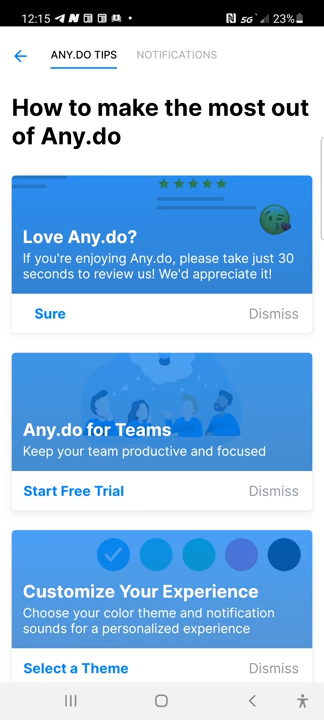 12:15 5G 23%
ANY.DO TIPS NOTIFICATIONS
How to make the most out
of Any.do
Love Any.do?
If you're enjoying Any.do, please take just 30
seconds to review us! We'd appreciate it!
Sure Dismiss
Any.do for Teams
Keep your team productive and focused
Start Free Trial Dismiss
Customize Your Experience
Choose your color theme and notification
sounds for a personalized experience
Select a Theme Dismiss